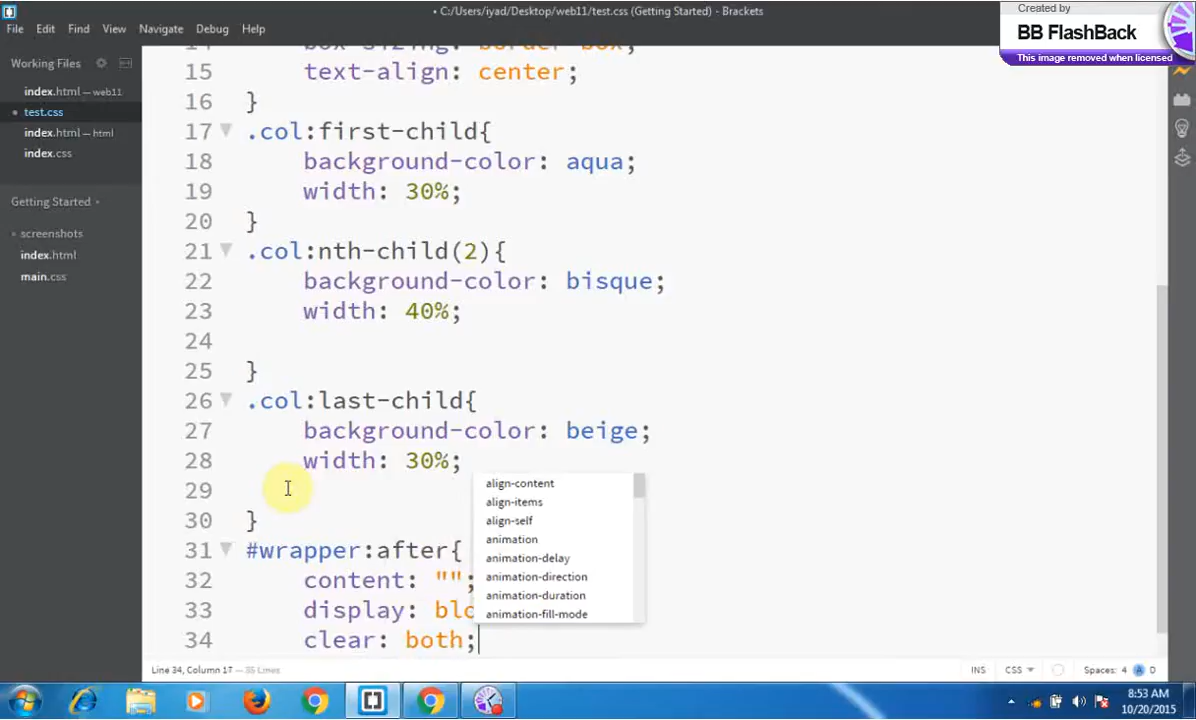 • C:/Users/iyad/Desktop/web11/test.css (Getting Started) - Brackets
Created by
BB FlashBack
This image removed when licensed
File Edit Find View Navigate Debug Help
Working Files
index.html — web11
• test.css
index.html — html
index.css
Getting Started
screenshots
index.html
main.css
15 text-align: center;
16 }
17 .col:first-child{
18 background-color: aqua;
19 width: 30%;
20 }
21 .col:nth-child(2){
22 background-color: bisque;
23 width: 40%;
24
25 }
26 .col:last-child{
27 background-color: beige;
28 width: 30%;
29
30 }
31 #wrapper:after{
32 content: "";
33 display: blo
34 clear: both;
align-content
align-items
align-self
animation
animation-delay
animation-direction
animation-duration
animation-fill-mode
Line 34, Column 17 — 35 Lines
INS CSS Spaces: 4 A 0
8:53 AM
10/20/2015